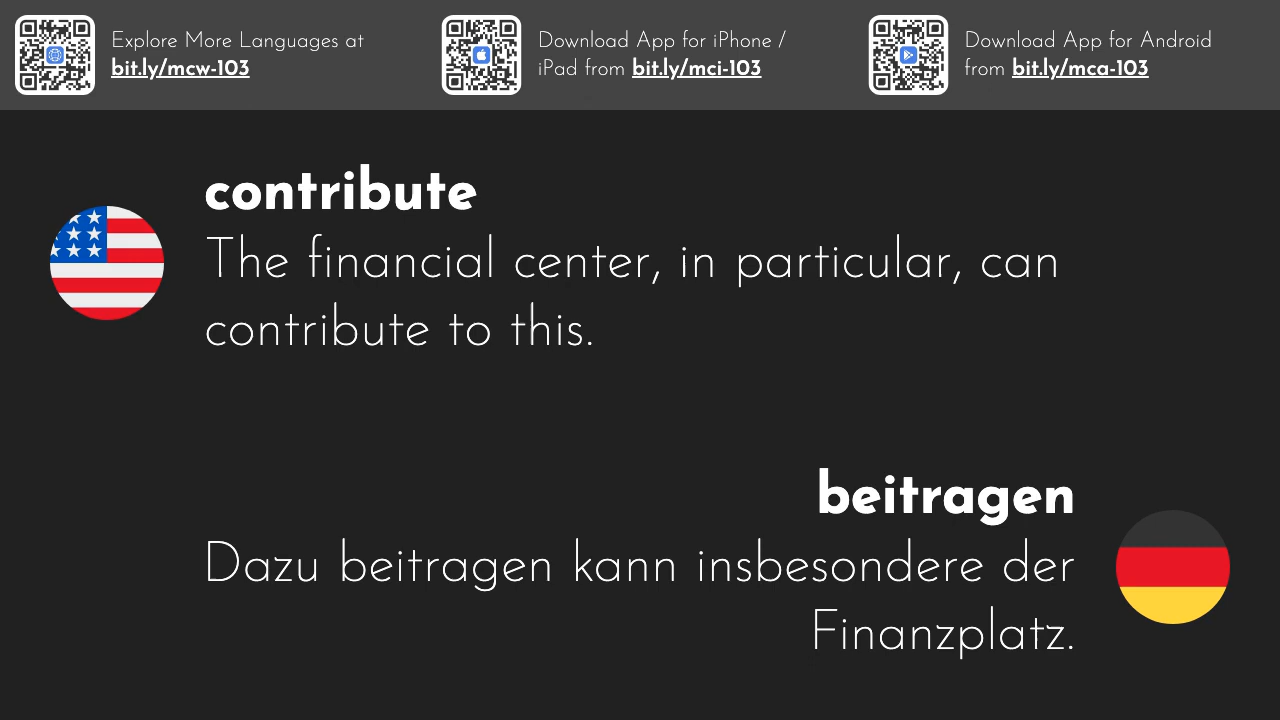 Explore More Languages at
bit.ly/mcw-103
Download App for iPhone /
iPad from bit.ly/mci-103
Download App for Android
from bit.ly/mca-103
contribute
The financial center, in particular, can
contribute to this.
beitragen
Dazu beitragen kann insbesondere der
Finanzplatz.